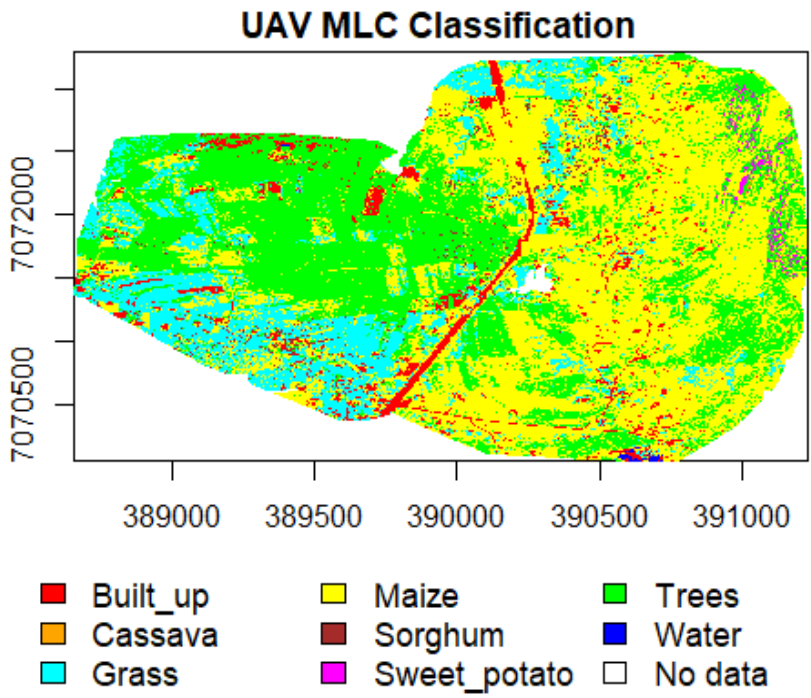 UAV MLC Classification
7072000
7070500
389000 389500 390000 390500 391000
Built_up Maize Trees
Cassava Sorghum Water
Grass Sweet_potato No data